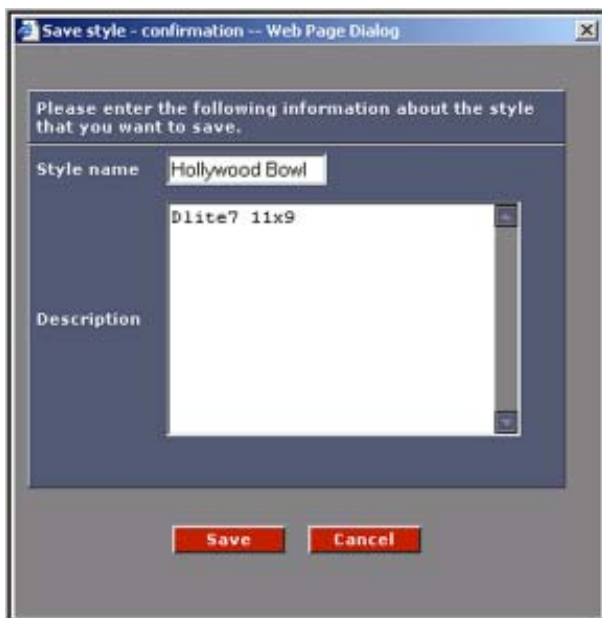 Save style - confirmation -- Web Page Dialog
Please enter the following information about the style
that you want to save.
Style name
Hollywood Bowl
Dlite7 11x9
Description
Save
Cancel